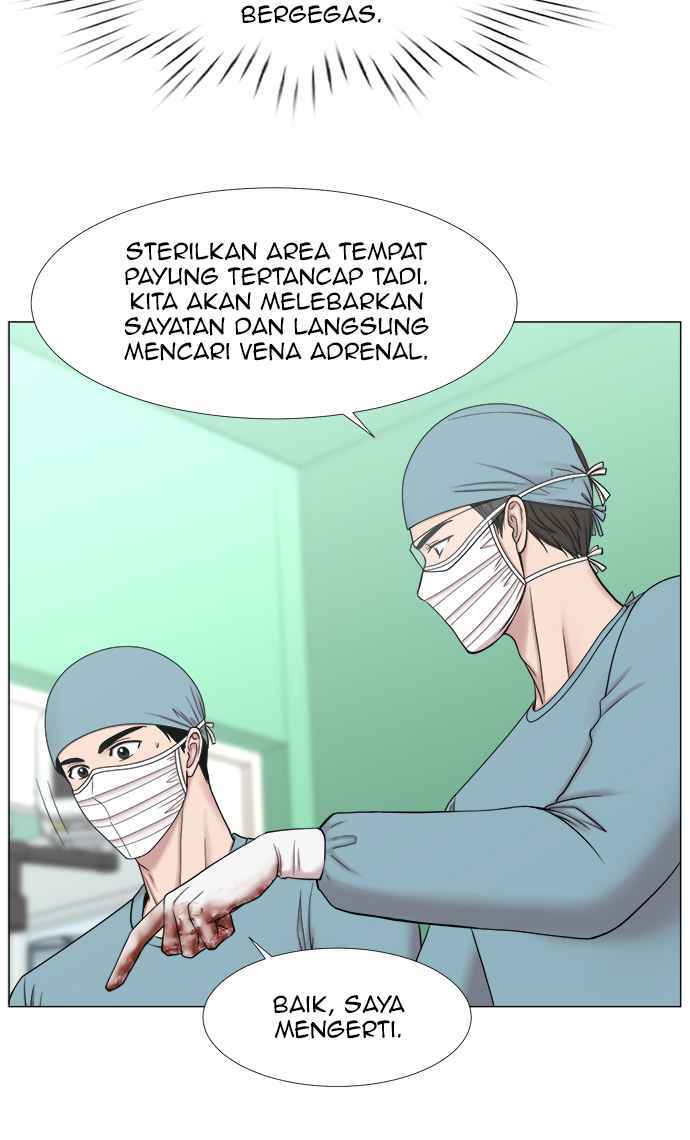 BERGEGAS.
STERILKAN AREA TEMPAT
PAYUNG TERTANCAP TADI.
KITA AKAN MELEBARKAN
SAYATAN DAN LANGSUNG
MENCARI VENA ADRENAL.
BAIK, SAYA
MENGERTI.